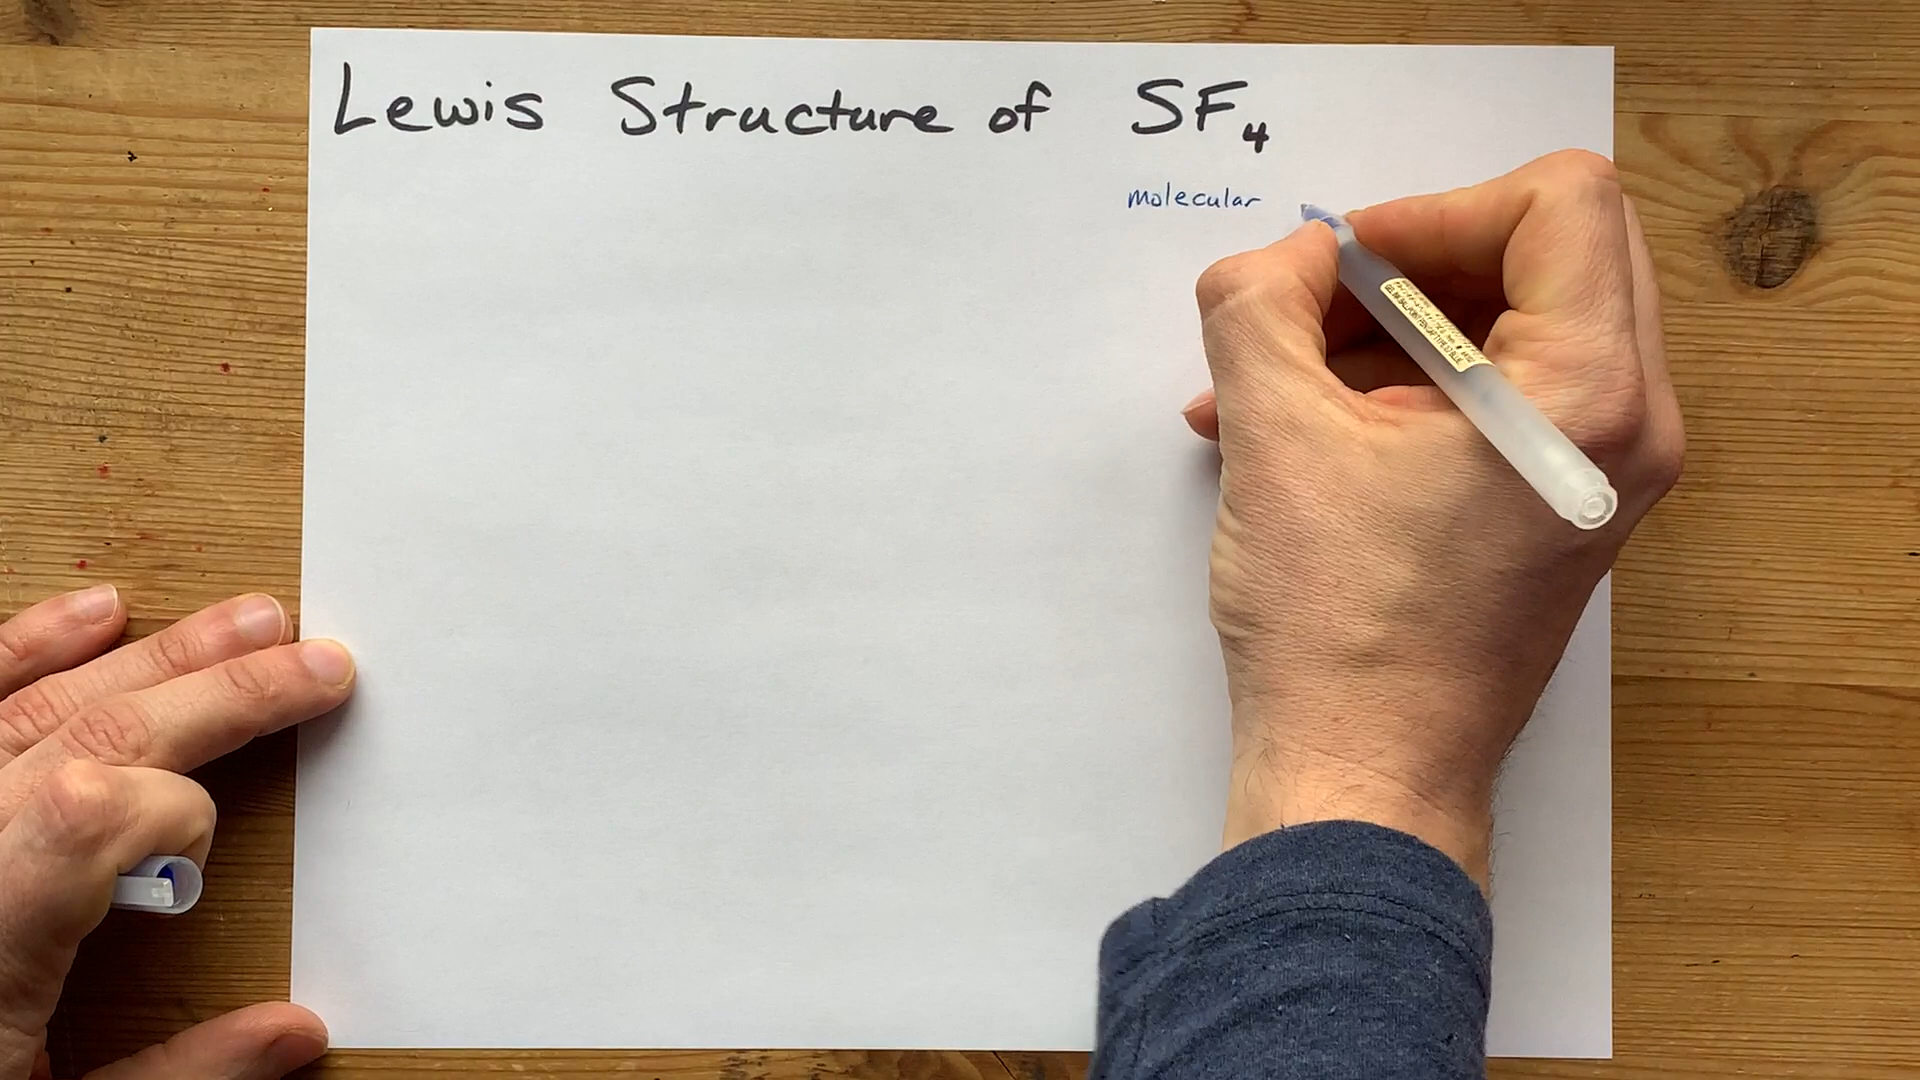 Lewis Structure of SF₄
molecular